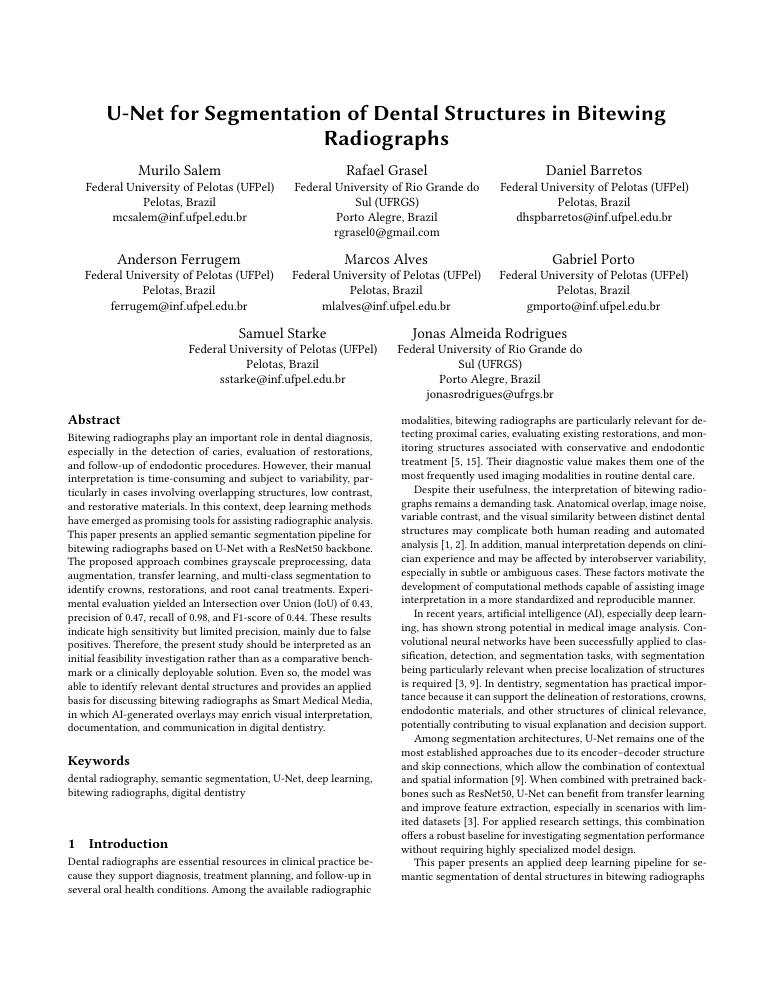 U-Net for Segmentation of Dental Structures in Bitewing
Radiographs
Murilo Salem
Federal University of Pelotas (UFPel)
Pelotas, Brazil
mcsalem@inf.ufpel.edu.br
Rafael Grasel
Federal University of Rio Grande do
Sul (UFRGS)
Porto Alegre, Brazil
rgrasel0@gmail.com
Daniel Barretos
Federal University of Pelotas (UFPel)
Pelotas, Brazil
dhspbarretos@inf.ufpel.edu.br
Anderson Ferrugem
Federal University of Pelotas (UFPel)
Pelotas, Brazil
ferrugem@inf.ufpel.edu.br
Marcos Alves
Federal University of Pelotas (UFPel)
Pelotas, Brazil
mlalves@inf.ufpel.edu.br
Gabriel Porto
Federal University of Pelotas (UFPel)
Pelotas, Brazil
gmporto@inf.ufpel.edu.br
Samuel Starke
Federal University of Pelotas (UFPel)
Pelotas, Brazil
sstarke@inf.ufpel.edu.br
Jonas Almeida Rodrigues
Federal University of Rio Grande do
Sul (UFRGS)
Porto Alegre, Brazil
jonasrodrigues@ufrgs.br
Abstract
Bitewing radiographs play an important role in dental diagnosis,
especially in the detection of caries, evaluation of restorations,
and follow-up of endodontic procedures. However, their manual
interpretation is time-consuming and subject to variability, par-
ticularly in cases involving overlapping structures, low contrast,
and restorative materials. In this context, deep learning methods
have emerged as promising tools for assisting radiographic analysis.
This paper presents an applied semantic segmentation pipeline for
bitewing radiographs based on U-Net with a ResNet50 backbone.
The proposed approach combines grayscale preprocessing, data
augmentation, transfer learning, and multi-class segmentation to
identify crowns, restorations, and root canal treatments. Experi-
mental evaluation yielded an Intersection over Union (IoU) of 0.43,
precision of 0.47, recall of 0.98, and F1-score of 0.44. These results
indicate high sensitivity but limited precision, mainly due to false
positives. Therefore, the present study should be interpreted as an
initial feasibility investigation rather than as a comparative bench-
mark or a clinically deployable solution. Even so, the model was
able to identify relevant dental structures and provides an applied
basis for discussing bitewing radiographs as Smart Medical Media,
in which AI-generated overlays may enrich visual interpretation,
documentation, and communication in digital dentistry.
Keywords
dental radiography, semantic segmentation, U-Net, deep learning,
bitewing radiographs, digital dentistry
1 Introduction
Dental radiographs are essential resources in clinical practice be-
cause they support diagnosis, treatment planning, and follow-up in
several oral health conditions. Among the available radiographic
modalities, bitewing radiographs are particularly relevant for de-
tecting proximal caries, evaluating existing restorations, and mon-
itoring structures associated with conservative and endodontic
treatment [5, 15]. Their diagnostic value makes them one of the
most frequently used imaging modalities in routine dental care.
Despite their usefulness, the interpretation of bitewing radio-
graphs remains a demanding task. Anatomical overlap, image noise,
variable contrast, and the visual similarity between distinct dental
structures may complicate both human reading and automated
analysis [1, 2]. In addition, manual interpretation depends on clini-
cian experience and may be affected by interobserver variability,
especially in subtle or ambiguous cases. These factors motivate the
development of computational methods capable of assisting image
interpretation in a more standardized and reproducible manner.
In recent years, artificial intelligence (AI), especially deep learn-
ing, has shown strong potential in medical image analysis. Con-
volutional neural networks have been successfully applied to clas-
sification, detection, and segmentation tasks, with segmentation
being particularly relevant when precise localization of structures
is required [3, 9]. In dentistry, segmentation has practical impor-
tance because it can support the delineation of restorations, crowns,
endodontic materials, and other structures of clinical relevance,
potentially contributing to visual explanation and decision support.
Among segmentation architectures, U-Net remains one of the
most established approaches due to its encoder–decoder structure
and skip connections, which allow the combination of contextual
and spatial information [9]. When combined with pretrained back-
bones such as ResNet50, U-Net can benefit from transfer learning
and improve feature extraction, especially in scenarios with lim-
ited datasets [3]. For applied research settings, this combination
offers a robust baseline for investigating segmentation performance
without requiring highly specialized model design.
This paper presents an applied deep learning pipeline for se-
mantic segmentation of dental structures in bitewing radiographs